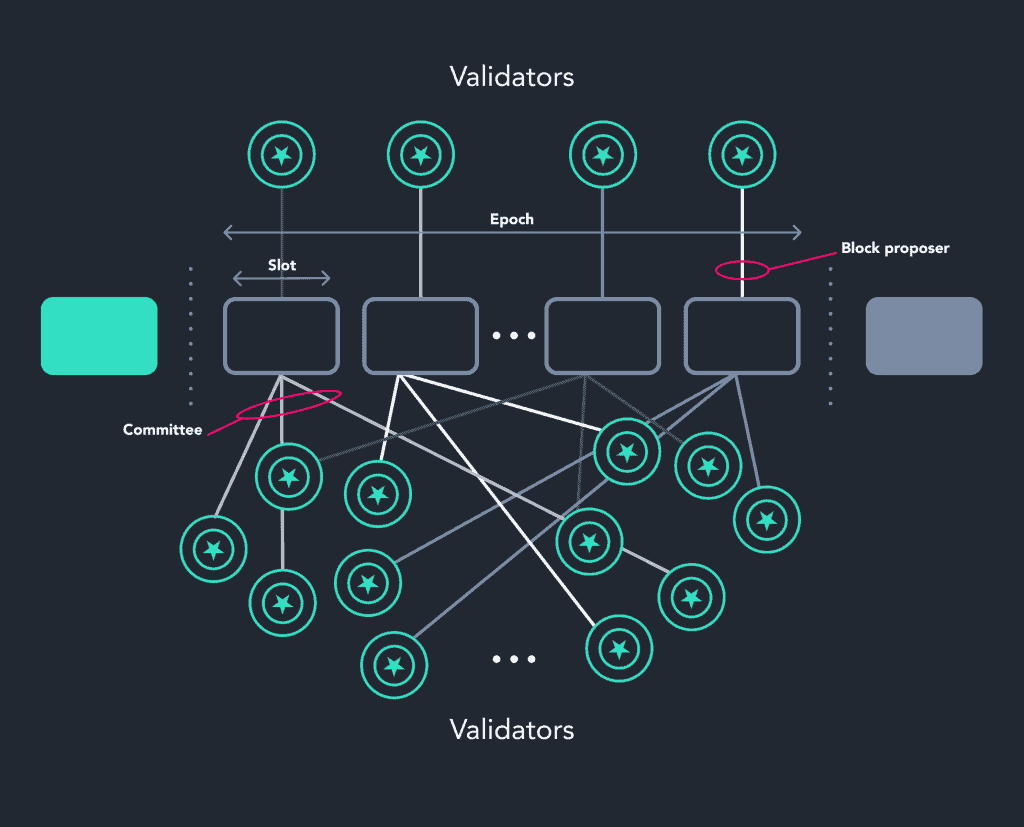 Validators
Epoch
Block proposer
Slot
Committee
Validators